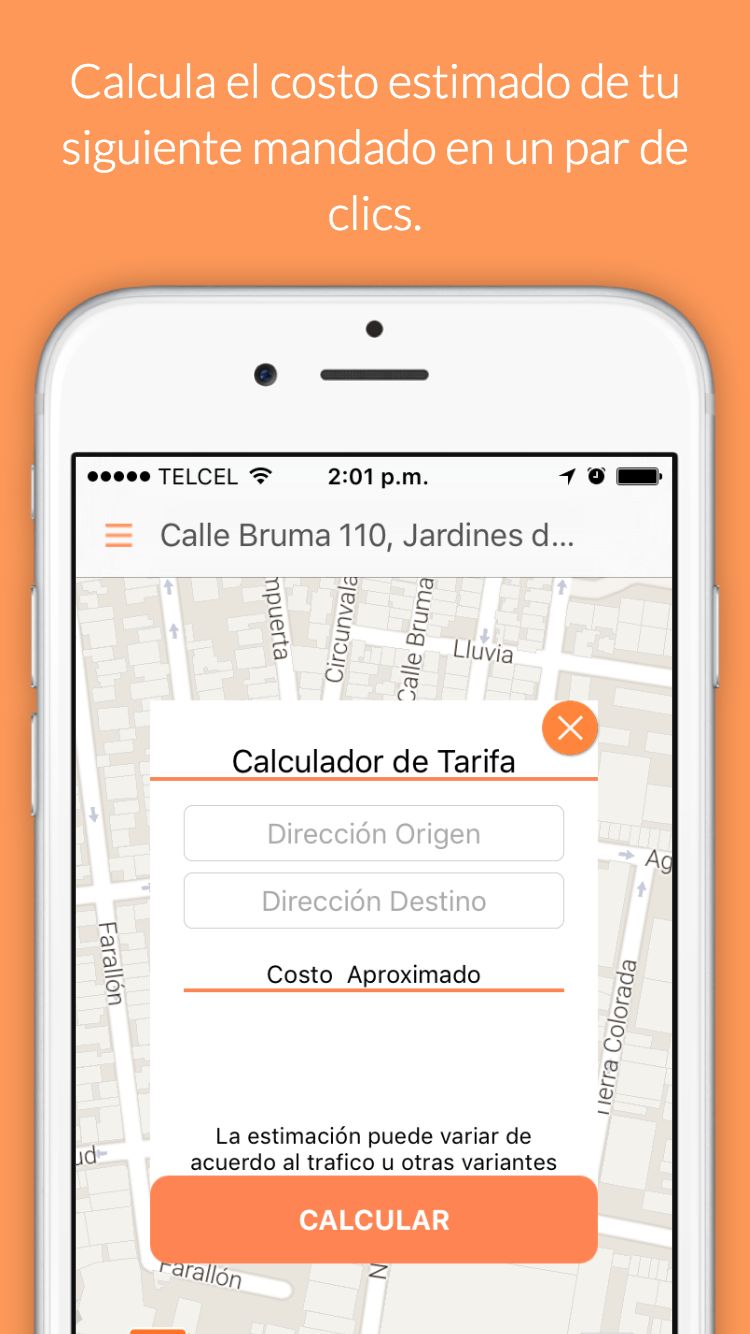 Calcula el costo estimado de tu
siguiente mandado en un par de
clics.
TELCEL
2:01 p.m.
Calle Bruma 110, Jardines d...
mpuerta
Circunvala
Calle Bruma
Lluvia
Calculador de Tarifa
Dirección Origen
Dirección Destino
Ag
Farallón
Costo Aproximado
Tierra Colorada
La estimación puede variar de
acuerdo al trafico u otras variantes
ud
CALCULAR
Farallón
N